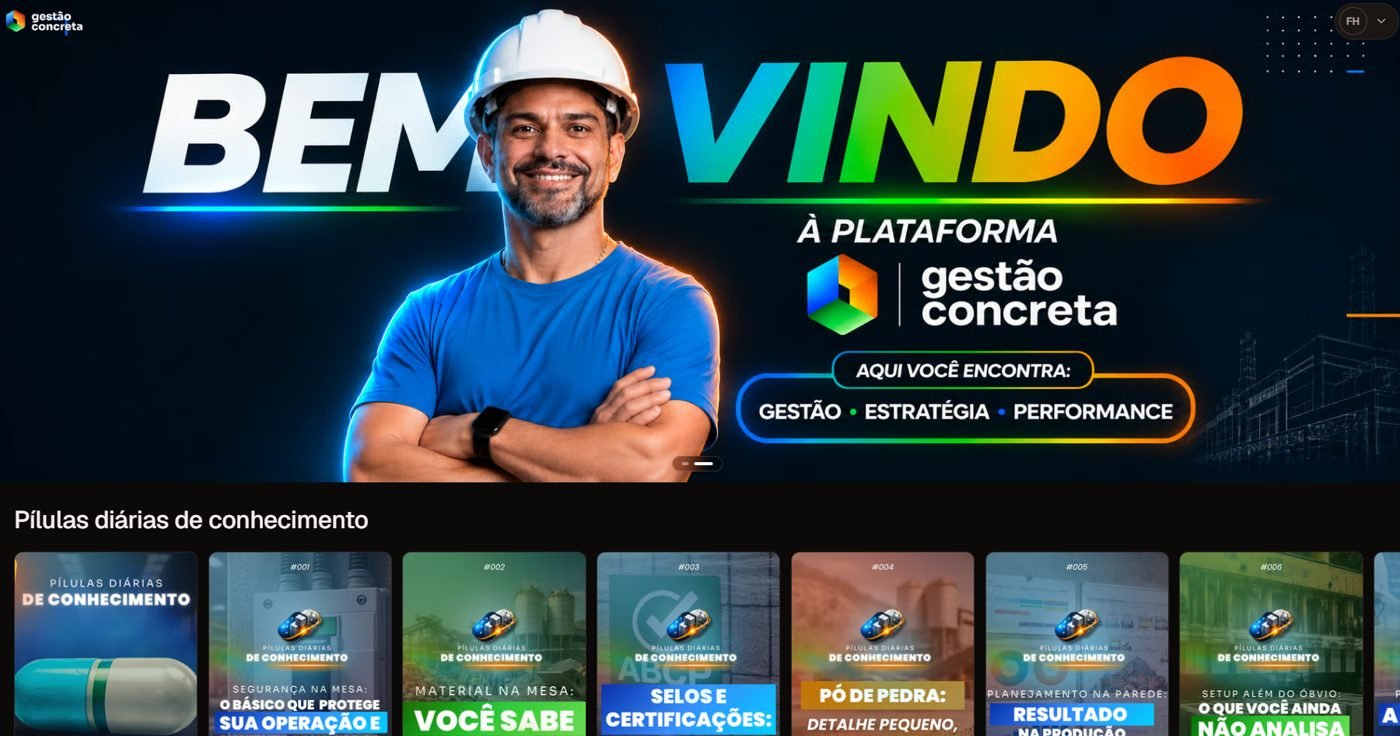 gestão
concreta
FH
BEM VINDO
À PLATAFORMA
gestão
concreta
AQUI VOCÊ ENCONTRA:
GESTÃO • ESTRATÉGIA • PERFORMANCE
Pílulas diárias de conhecimento
PÍLULAS DIÁRIAS
DE CONHECIMENTO
#001
PÍLULAS DIÁRIAS
DE CONHECIMENTO
SEGURANÇA NA MESA:
O BÁSICO QUE PROTEGE
SUA OPERAÇÃO E
#002
PÍLULAS DIÁRIAS
DE CONHECIMENTO
MATERIAL NA MESA:
VOCÊ SABE
#003
ABCP
PÍLULAS DIÁRIAS
DE CONHECIMENTO
SELOS E
CERTIFICAÇÕES:
#004
PÍLULAS DIÁRIAS
DE CONHECIMENTO
PÓ DE PEDRA:
DETALHE PEQUENO,
#005
PÍLULAS DIÁRIAS
DE CONHECIMENTO
PLANEJAMENTO NA PAREDE:
RESULTADO
NA PRODUÇÃO
#006
PÍLULAS DIÁRIAS
DE CONHECIMENTO
SETUP ALÉM DO ÓBVIO:
O QUE VOCÊ AINDA
NÃO ANALISA
A